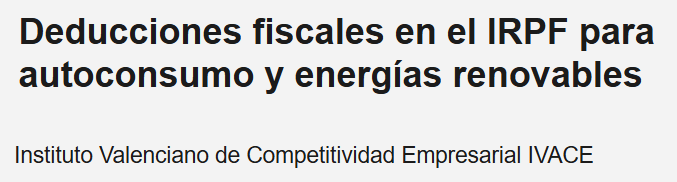 Deducciones fiscales en el IRPF para
autoconsumo y energías renovables
Instituto Valenciano de Competitividad Empresarial IVACE